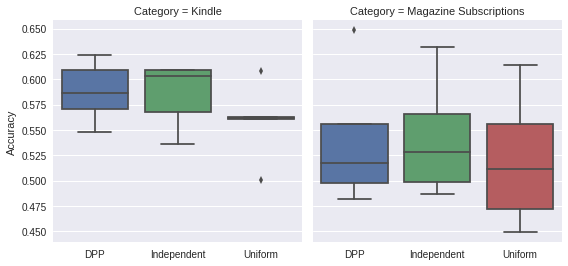 Category = Kindle
Category = Magazine Subscriptions
Accuracy
0.650
0.625
0.600
0.575
0.550
0.525
0.500
0.475
0.450
DPP
Independent
Uniform
DPP
Independent
Uniform